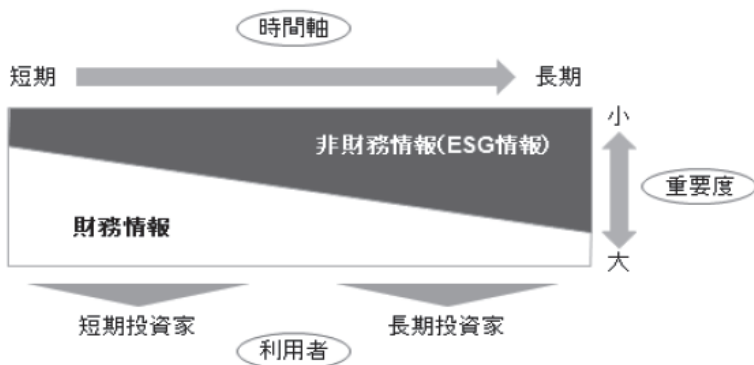 時間軸
短期
長期
小
非財務情報(ESG情報)
重要度
財務情報
大
短期投資家
長期投資家
利用者